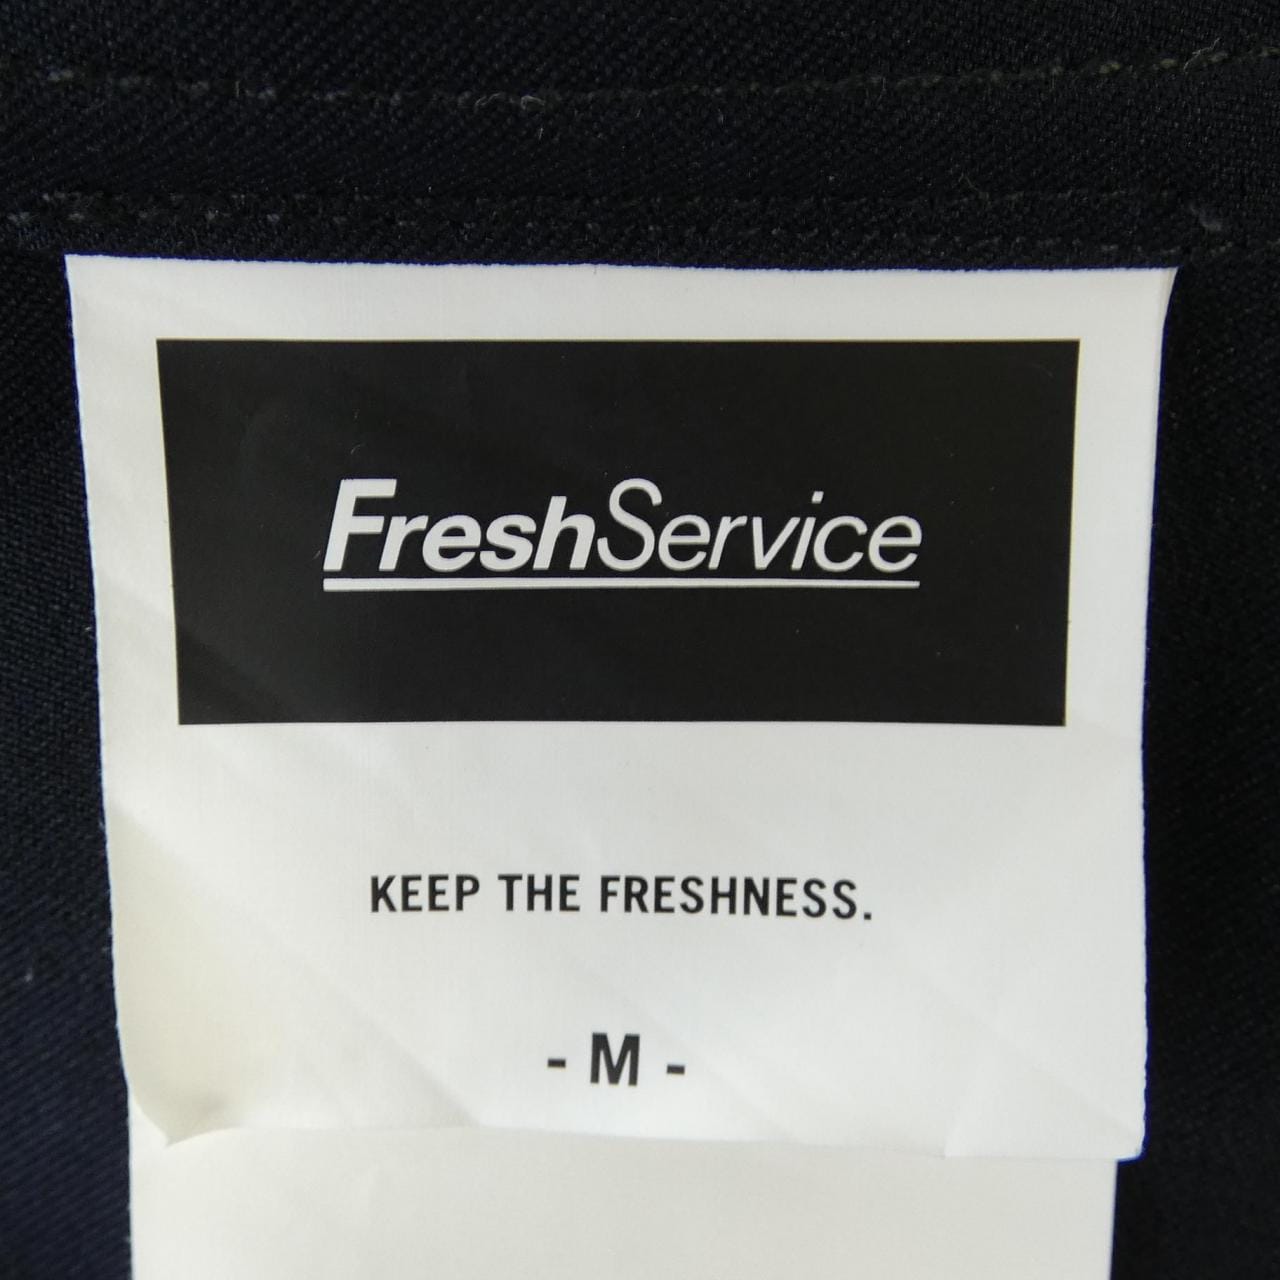 FreshService
KEEP THE FRESHNESS.
- M -